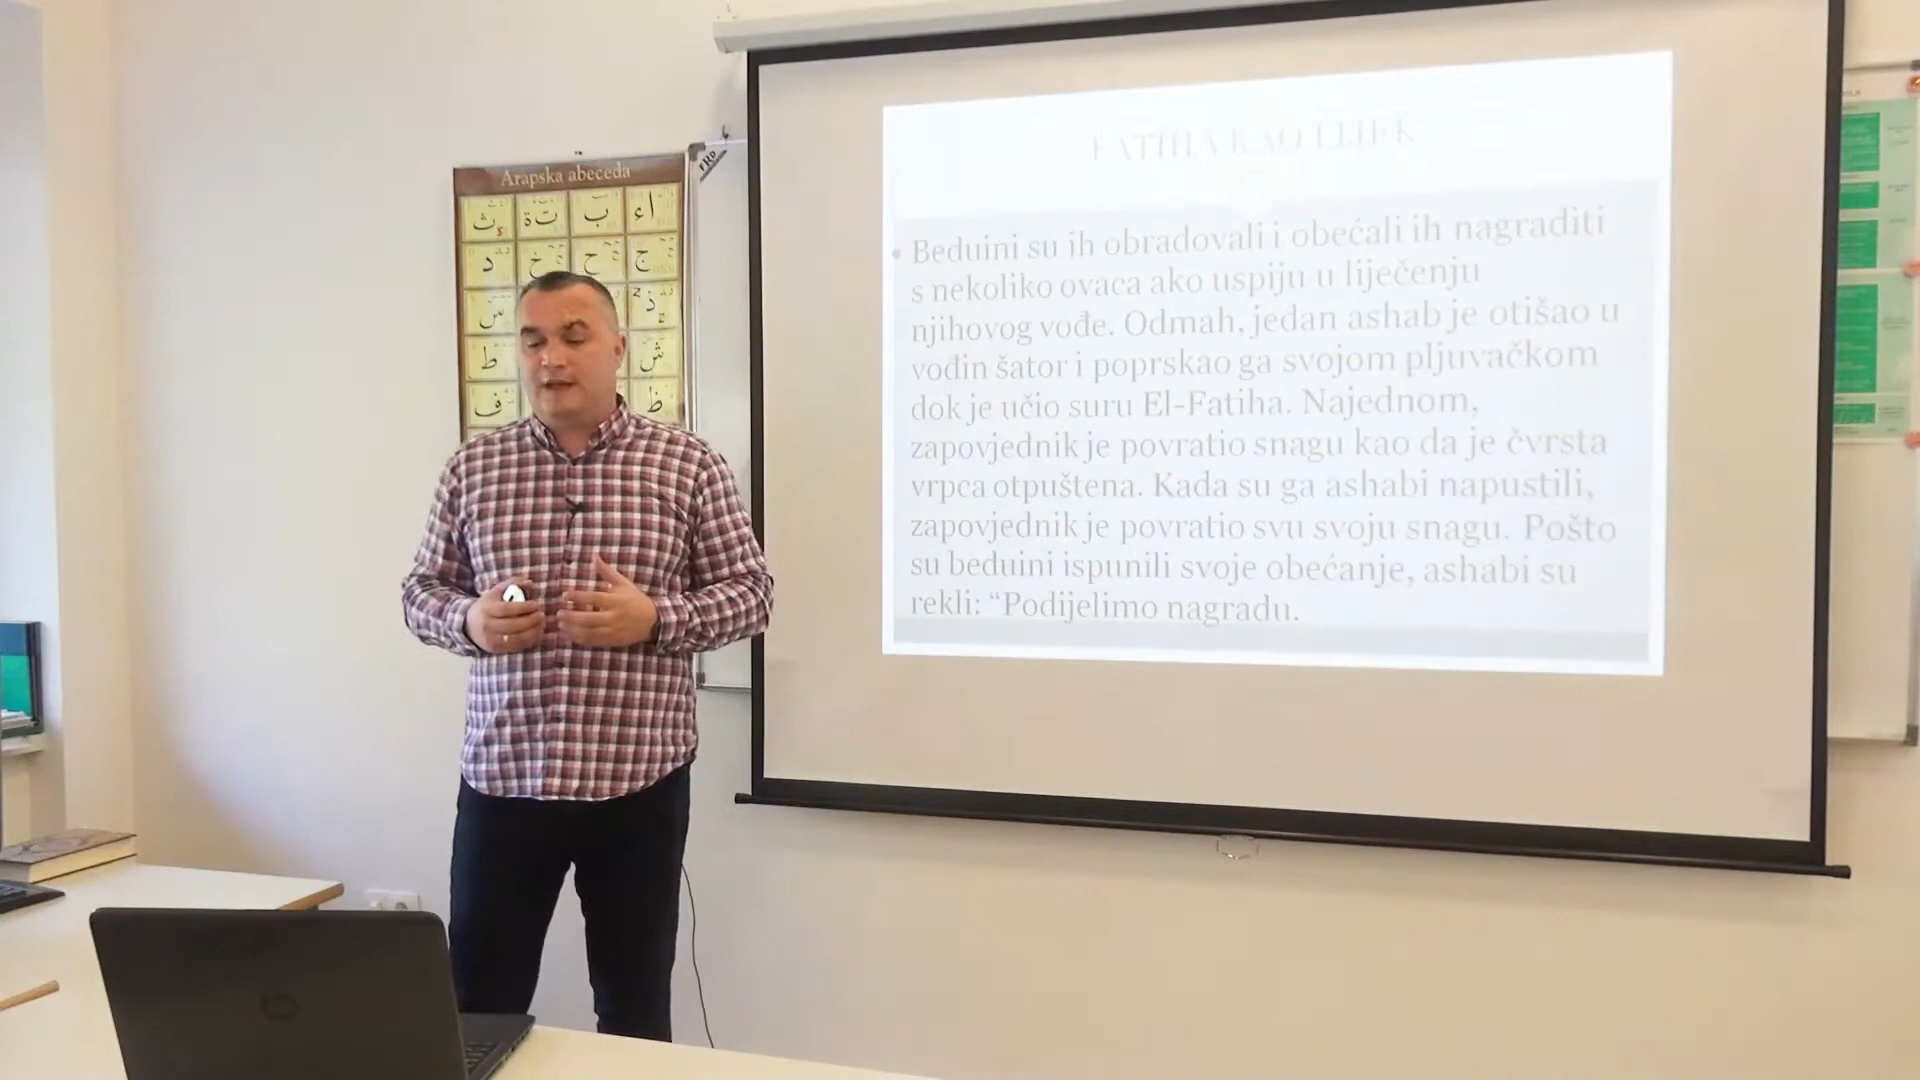 Arapska abeceda
ث ة ت ب ء ا
د خ ح ج
س ذ
ط ش
ف ظ
FATIHA KAO LIJEK
• Beduini su ih obradovali i obećali ih nagraditi
s nekoliko ovaca ako uspiju u liječenju
njihovog vođe. Odmah, jedan ashab je otišao u
vođin šator i poprskao ga svojom pljuvačkom
dok je učio suru El-Fatiha. Najednom,
zapovjednik je povratio snagu kao da je čvrsta
vrpca otpuštena. Kada su ga ashabi napustili,
zapovjednik je povratio svu svoju snagu. Pošto
su beduini ispunili svoje obećanje, ashabi su
rekli: “Podijelimo nagradu.